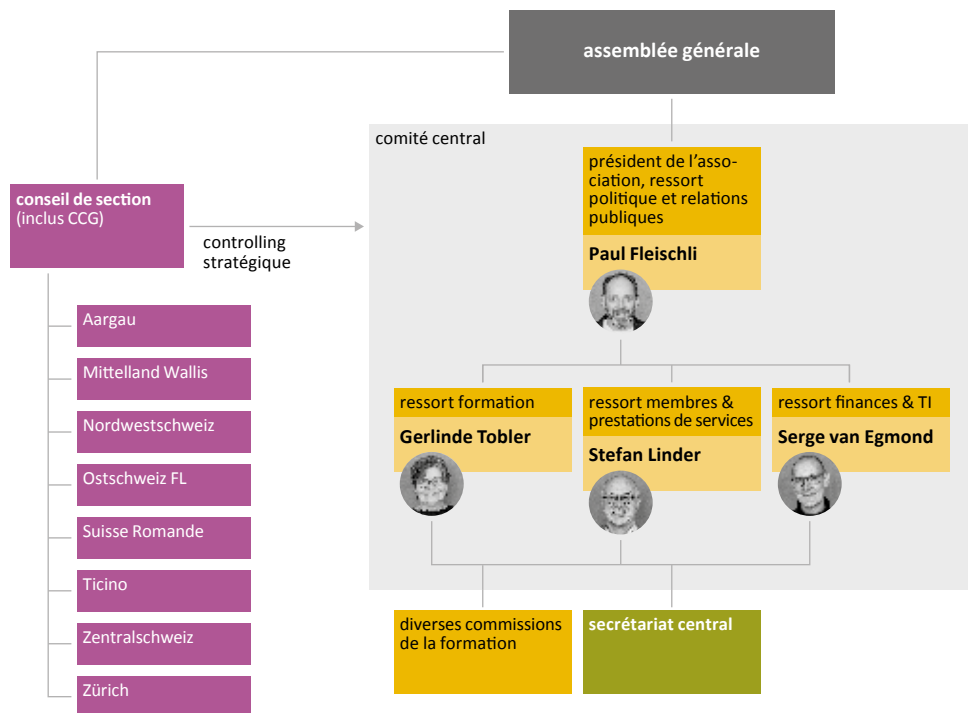 assemblée générale
comité central
président de l'asso-
ciation, ressort
politique et relations
publiques
Paul Fleischli
conseil de section
(inclus CCG)
controlling
stratégique
Aargau
Mittelland Wallis
Nordwestschweiz
Ostschweiz FL
Suisse Romande
Ticino
Zentralschweiz
Zürich
ressort formation
Gerlinde Tobler
ressort membres &
prestations de services
Stefan Linder
ressort finances & TI
Serge van Egmond
diverses commissions
de la formation
secrétariat central